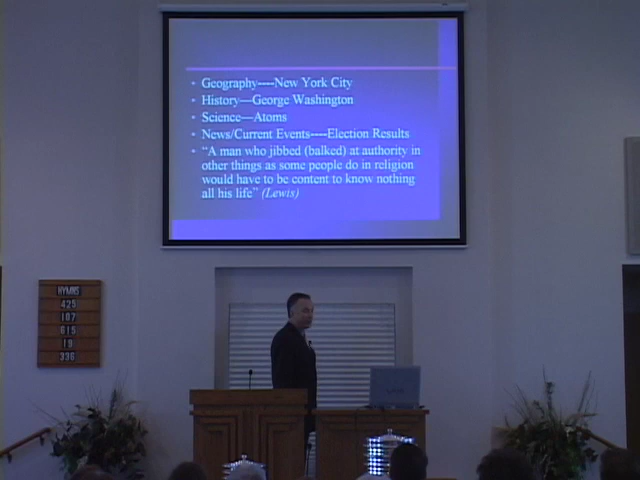 Geography----New York City
History—George Washington
Science—Atoms
News/Current Events----Election Results
“A man who jibbed (balked) at authority in
other things as some people do in religion
would have to be content to know nothing
all his life” (Lewis)
HYMNS
425
187
615
19
336